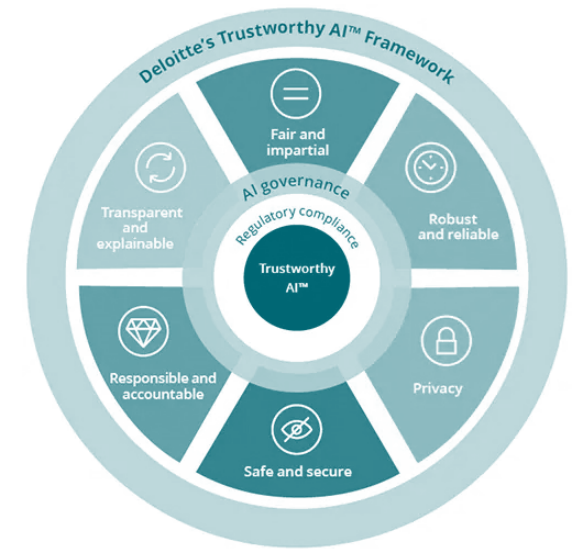 Deloitte's Trustworthy AI™ Framework
Fair and
impartial
Robust
and reliable
Privacy
Safe and secure
Responsible and
accountable
Transparent
and
explainable
AI governance
Regulatory compliance
Trustworthy
AI™